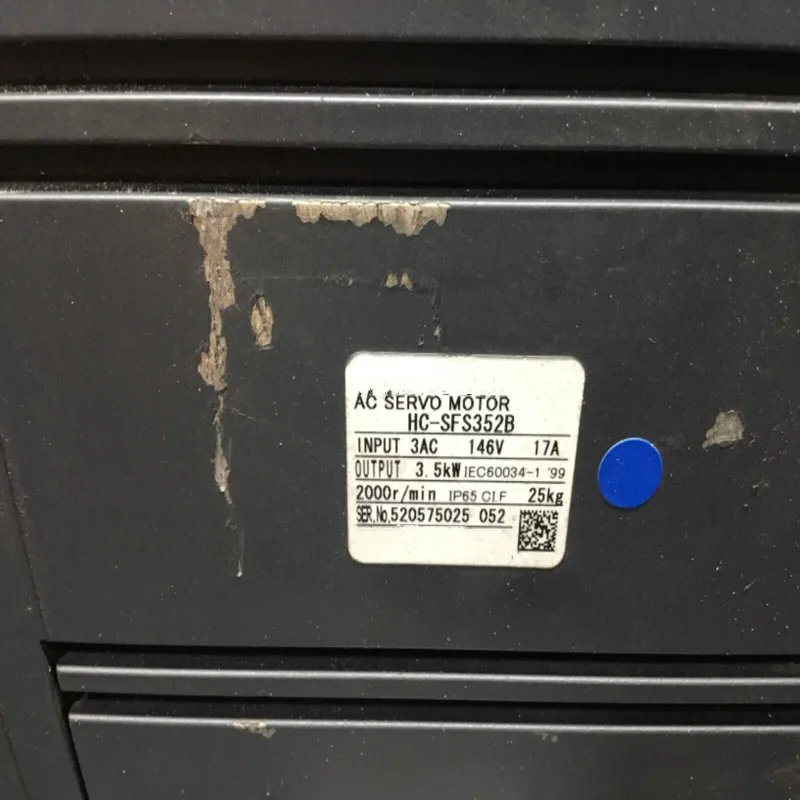 AC SERVO MOTOR
HC-SFS352B
INPUT 3AC 146V 17A
OUTPUT 3.5kW IEC60034-1 '99
2000r/min IP65 Cl.F 25kg
SER.No.520575025 052